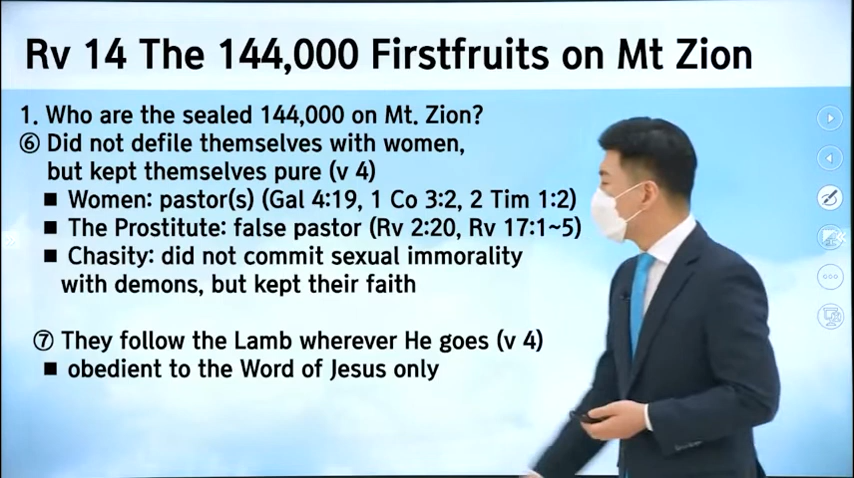 Rv 14 The 144,000 Firstfruits on Mt Zion
1. Who are the sealed 144,000 on Mt. Zion?
⑥ Did not defile themselves with women,
but kept themselves pure (v 4)
■ Women: pastor(s) (Gal 4:19, 1 Co 3:2, 2 Tim 1:2)
■ The Prostitute: false pastor (Rv 2:20, Rv 17:1~5)
■ Chasity: did not commit sexual immorality
with demons, but kept their faith
⑦ They follow the Lamb wherever He goes (v 4)
■ obedient to the Word of Jesus only